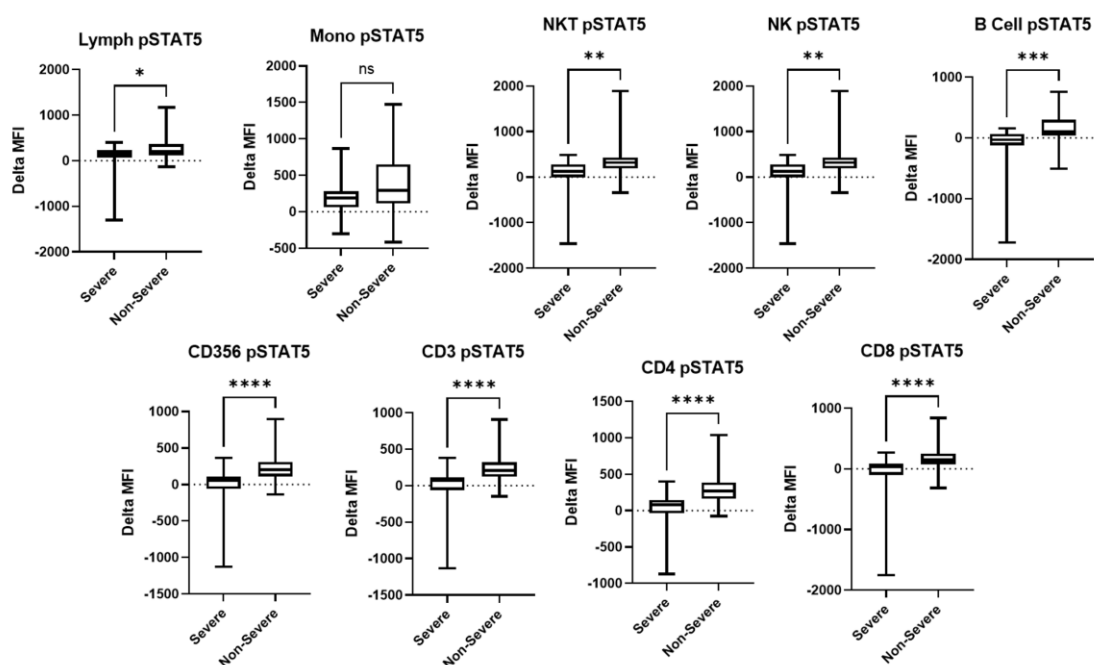 Lymph pSTAT5
Delta MFI
2000
1000
0
-1000
-2000
*
Severe
Non-Severe
Mono pSTAT5
Delta MFI
2000
1500
1000
500
0
-500
ns
Severe
Non-Severe
NKT pSTAT5
Delta MFI
2000
1000
0
-1000
-2000
**
Severe
Non-Severe
NK pSTAT5
Delta MFI
2000
1000
0
-1000
-2000
**
Severe
Non-Severe
B Cell pSTAT5
Delta MFI
1000
0
-1000
-2000
***
Severe
Non-Severe
CD356 pSTAT5
Delta MFI
1000
500
0
-500
-1000
-1500
****
Severe
Non-Severe
CD3 pSTAT5
Delta MFI
1000
500
0
-500
-1000
-1500
****
Severe
Non-Severe
CD4 pSTAT5
Delta MFI
1500
1000
500
0
-500
-1000
****
Severe
Non-Severe
CD8 pSTAT5
Delta MFI
1000
0
-1000
-2000
****
Severe
Non-Severe